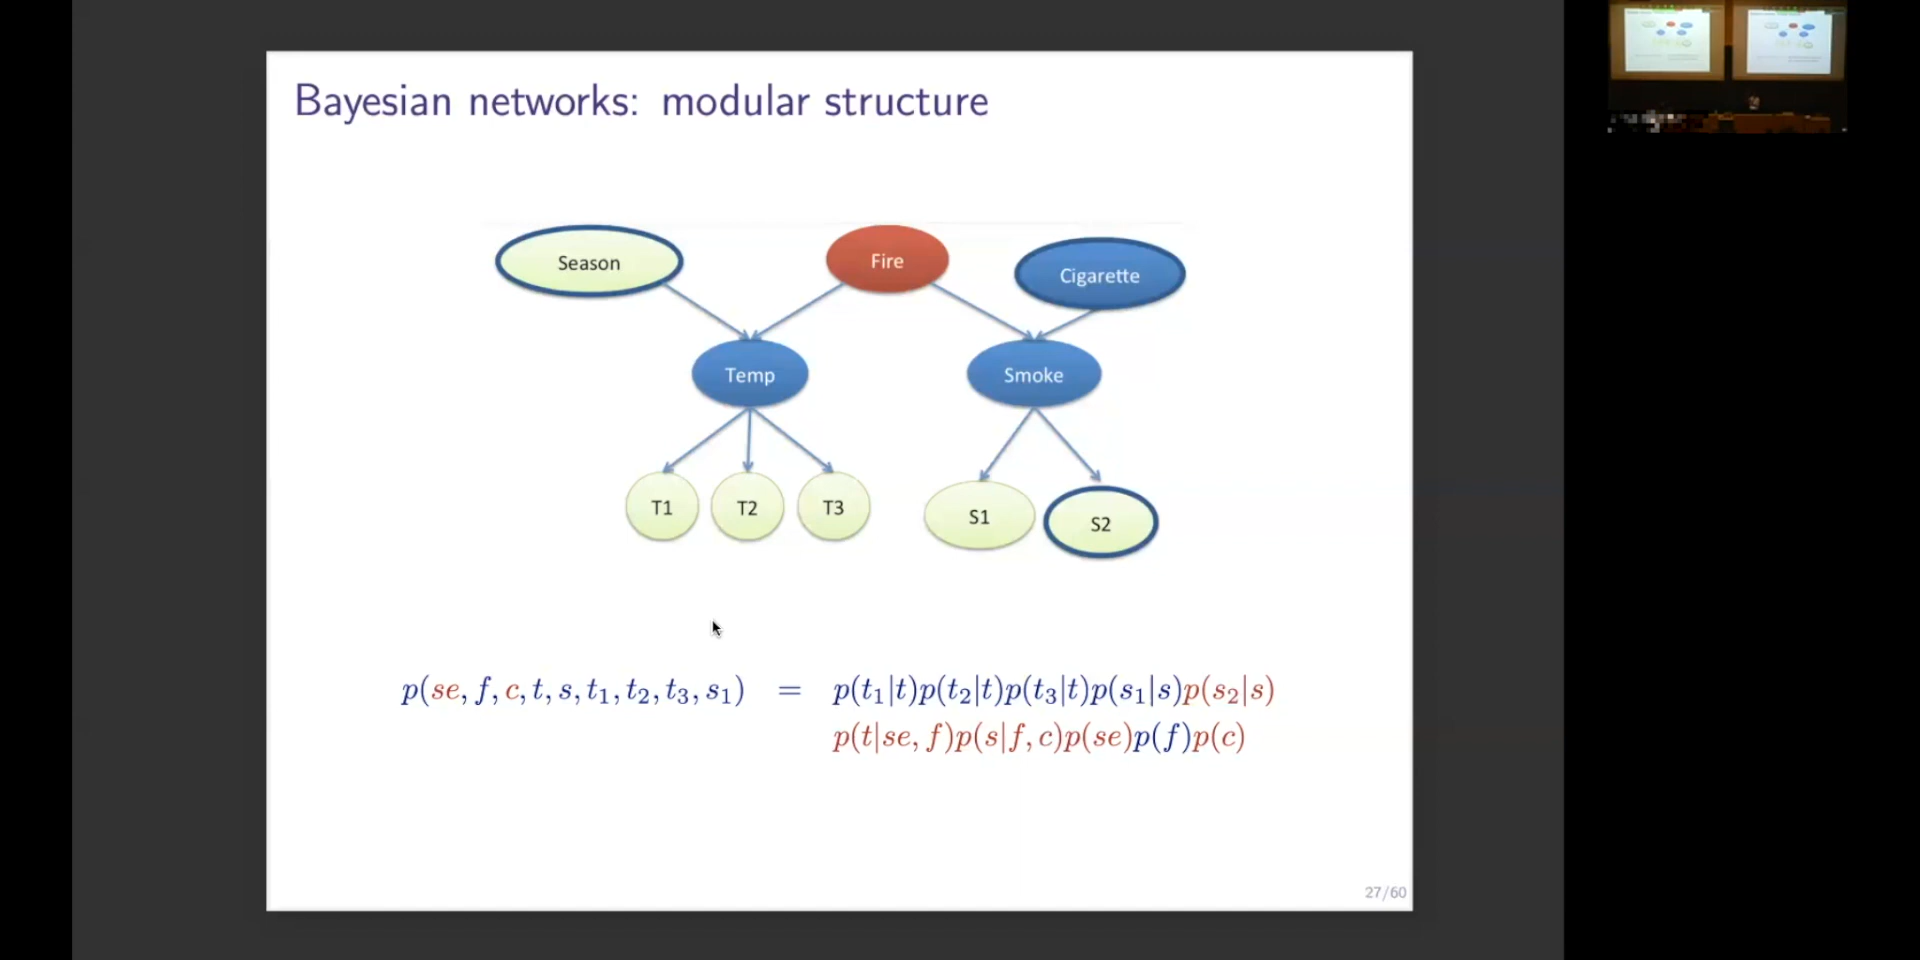 Bayesian networks: modular structure
Season
Fire
Cigarette
Temp
Smoke
T1 T2 T3 S1 S2
p(se, f, c, t, s, t₁, t₂, t₃, s₁) = p(t₁|t)p(t₂|t)p(t₃|t)p(s₁|s)p(s₂|s)
p(t|se, f)p(s|f, c)p(se)p(f)p(c)
27/60